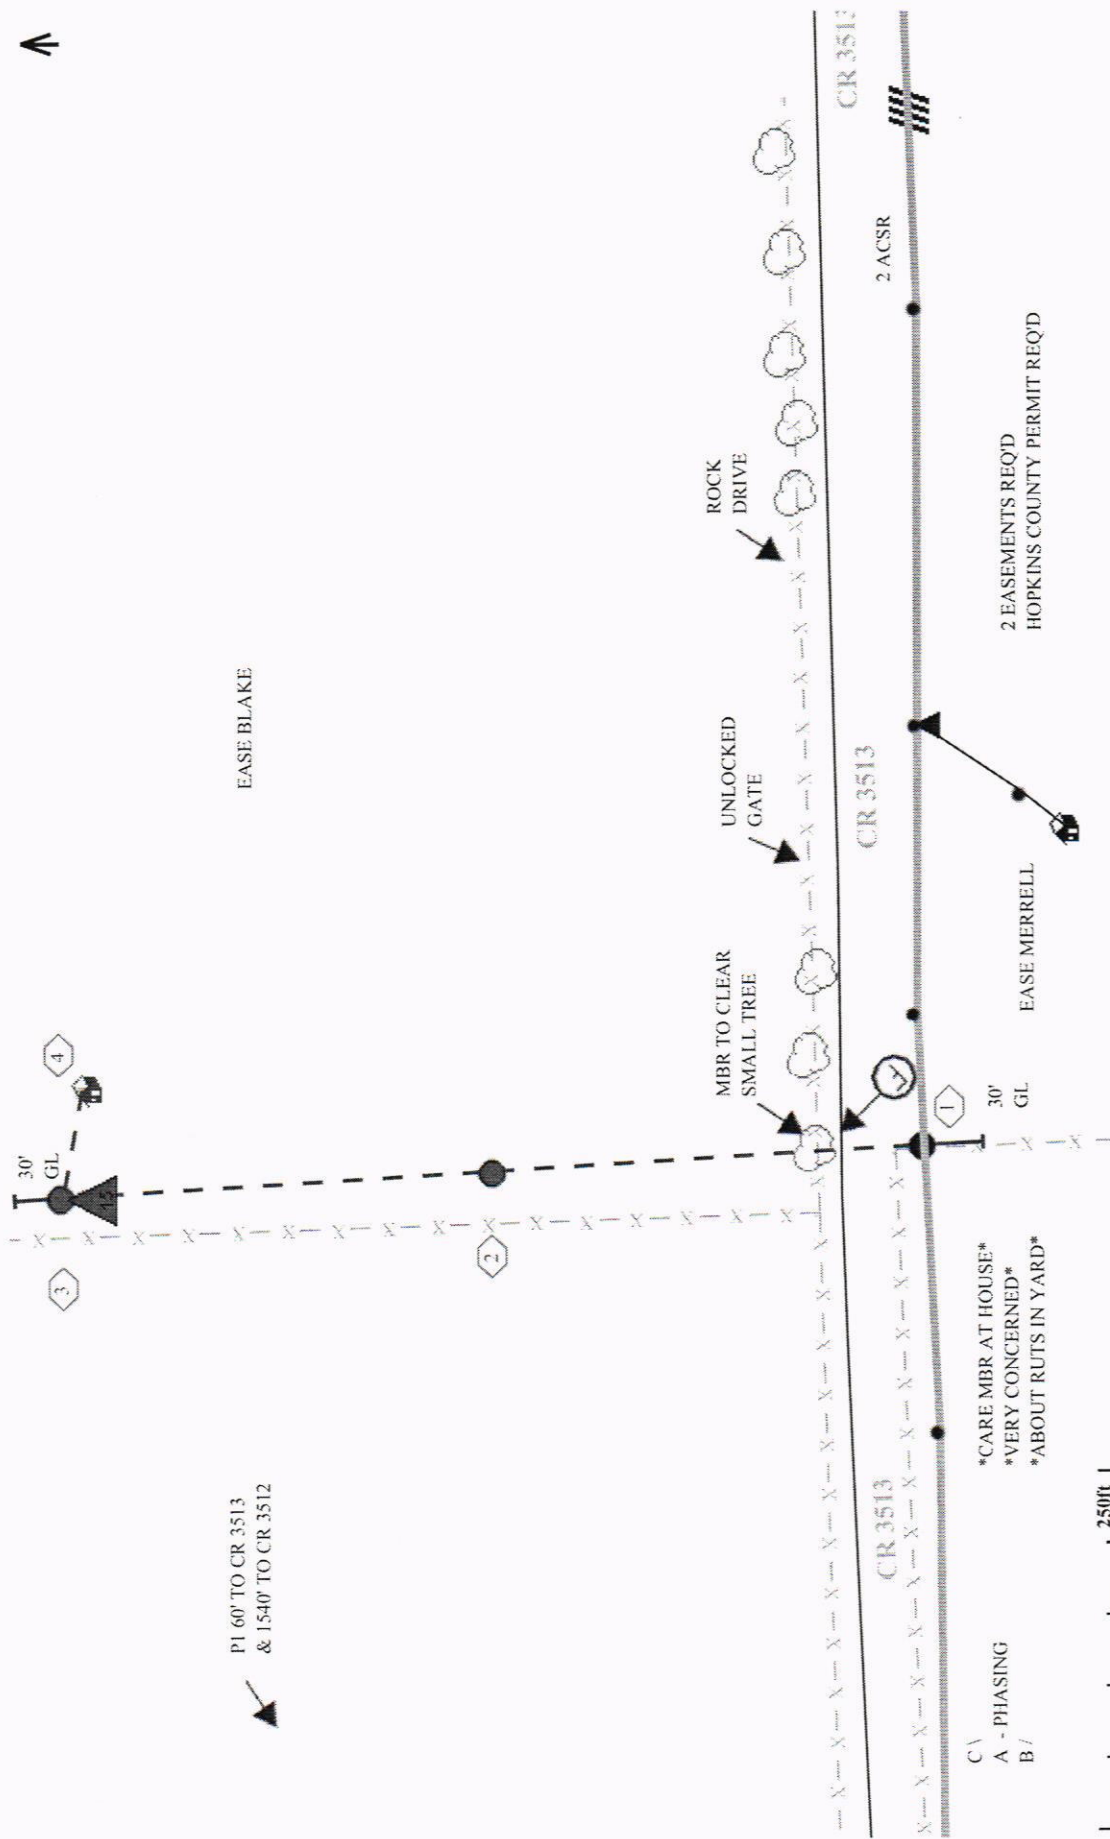 P1 60' TO CR 3513
& 1540' TO CR 3512
3
30'
GL
15
4
EASE BLAKE
2
MBR TO CLEAR
SMALL TREE
UNLOCKED
GATE
ROCK
DRIVE
CR 3513
CR 3513
CR 3513
2 ACSR
1
30'
GL
EASE MERRELL
2 EASEMENTS REQ'D
HOPKINS COUNTY PERMIT REQ'D
*CARE MBR AT HOUSE*
*VERY CONCERNED*
*ABOUT RUTS IN YARD*
C \
A - PHASING
B /
250ft